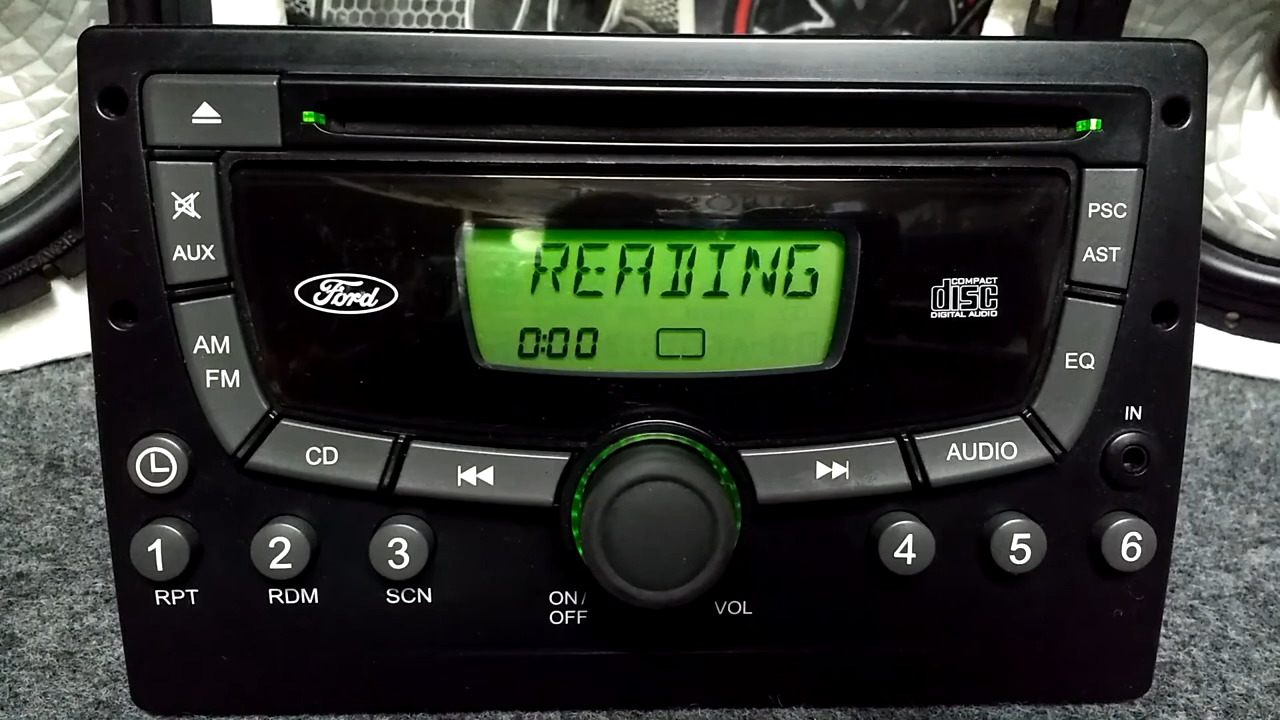 AUX
PSC
AST
READING
0:00
Ford
COMPACT
disc
DIGITAL AUDIO
AM
FM
EQ
IN
CD
AUDIO
1
2
3
4
5
6
RPT
RDM
SCN
ON/
OFF
VOL